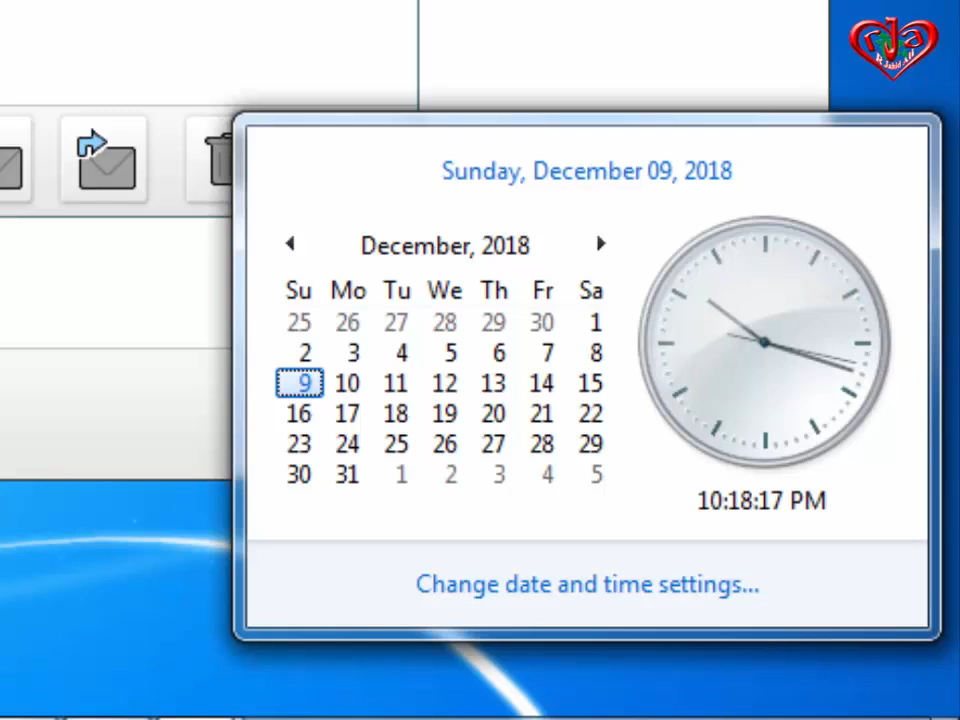 rJa
R Jahid Ali
Sunday, December 09, 2018
December, 2018
Su Mo Tu We Th Fr Sa
25 26 27 28 29 30 1
2 3 4 5 6 7 8
9 10 11 12 13 14 15
16 17 18 19 20 21 22
23 24 25 26 27 28 29
30 31 1 2 3 4 5
10:18:17 PM
Change date and time settings...